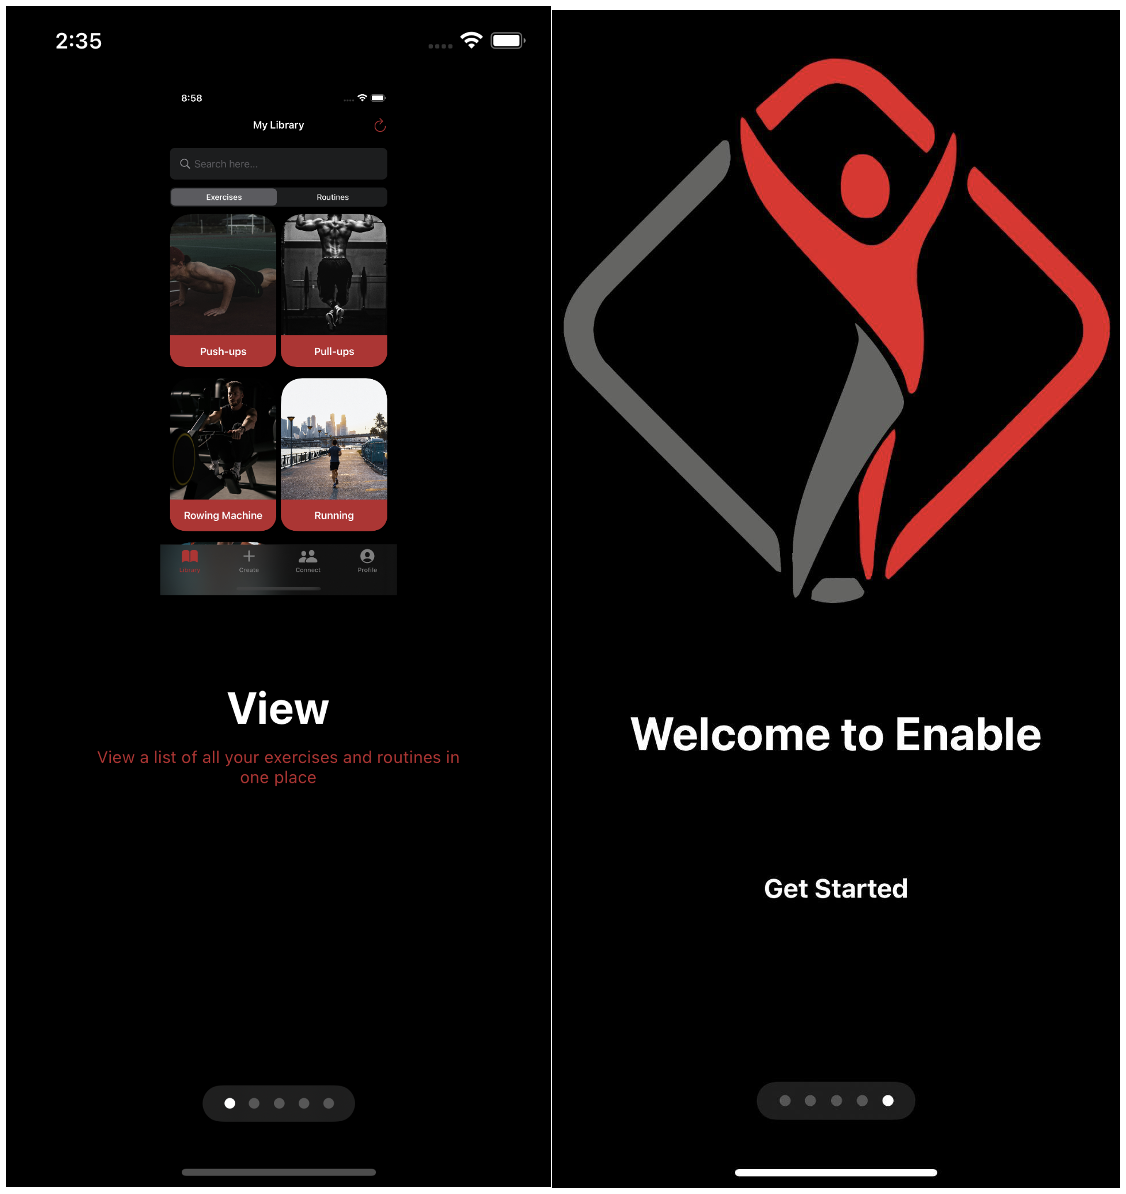 2:35
8:58
My Library
Search here...
Exercises
Routines
Push-ups
Pull-ups
Rowing Machine
Running
Library
Create
Connect
Profile
View
View a list of all your exercises and routines in
one place
Welcome to Enable
Get Started